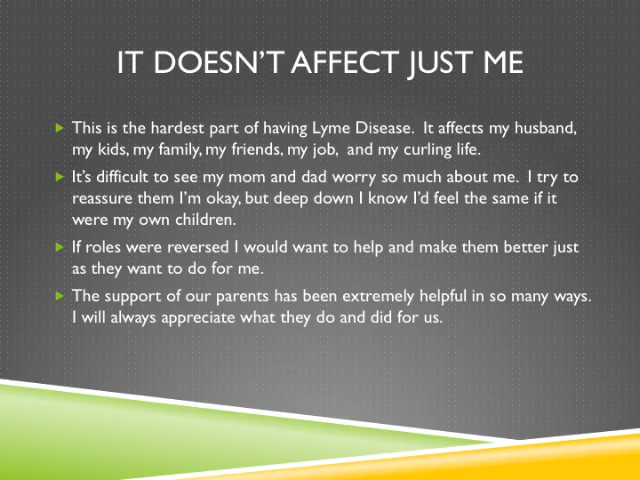 IT DOESN'T AFFECT JUST ME
This is the hardest part of having Lyme Disease.  It affects my husband,
my kids, my family, my friends, my job,  and my curling life.
It's difficult to see my mom and dad worry so much about me.  I try to
reassure them I'm okay, but deep down I know I'd feel the same if it
were my own children.
If roles were reversed I would want to help and make them better just
as they want to do for me.
The support of our parents has been extremely helpful in so many ways.
I will always appreciate what they do and did for us.